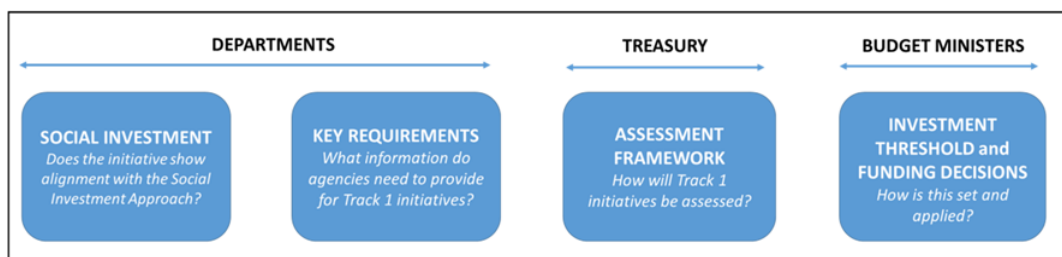 DEPARTMENTS
TREASURY
BUDGET MINISTERS
SOCIAL INVESTMENT
Does the initiative show
alignment with the Social
Investment Approach?
KEY REQUIREMENTS
What information do
agencies need to provide
for Track 1 initiatives?
ASSESSMENT
FRAMEWORK
How will Track 1
initiatives be assessed?
INVESTMENT
THRESHOLD and
FUNDING DECISIONS
How is this set and
applied?